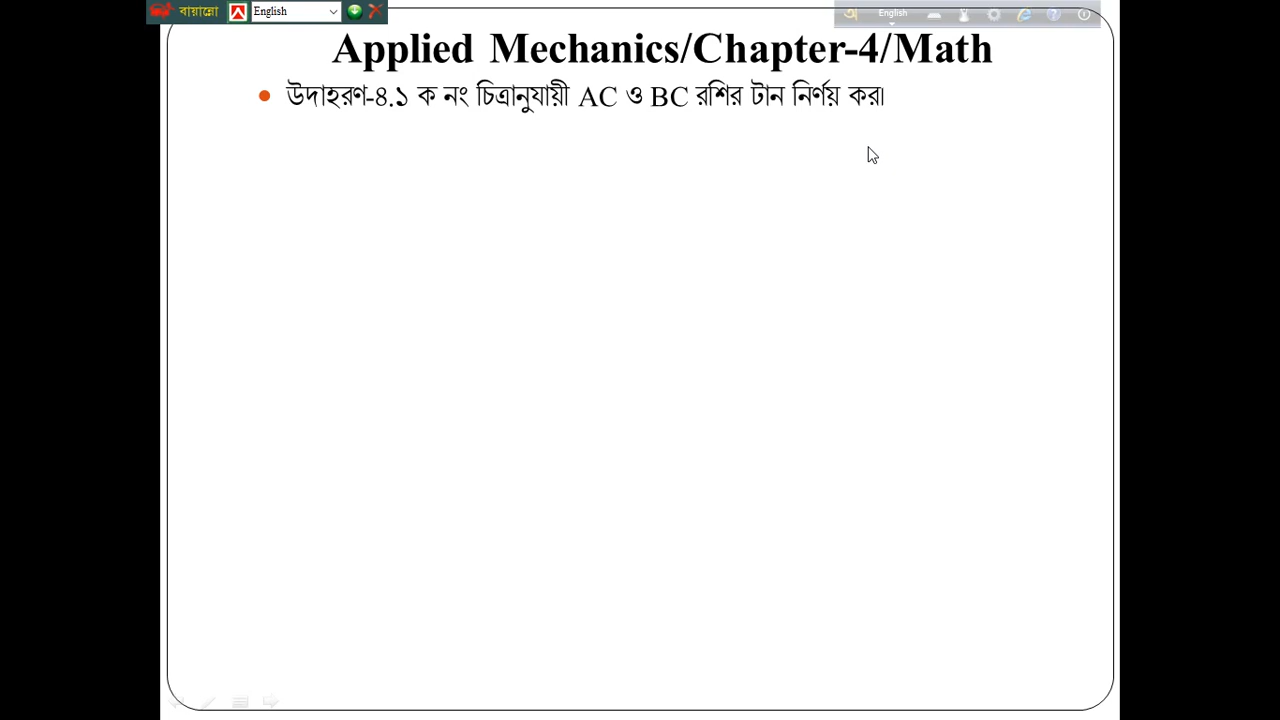 বায়ান্নো English English
Applied Mechanics/Chapter-4/Math
উদাহরণ-৪.১ ক নং চিত্রানুযায়ী AC ও BC রশির টান নির্ণয় কর।